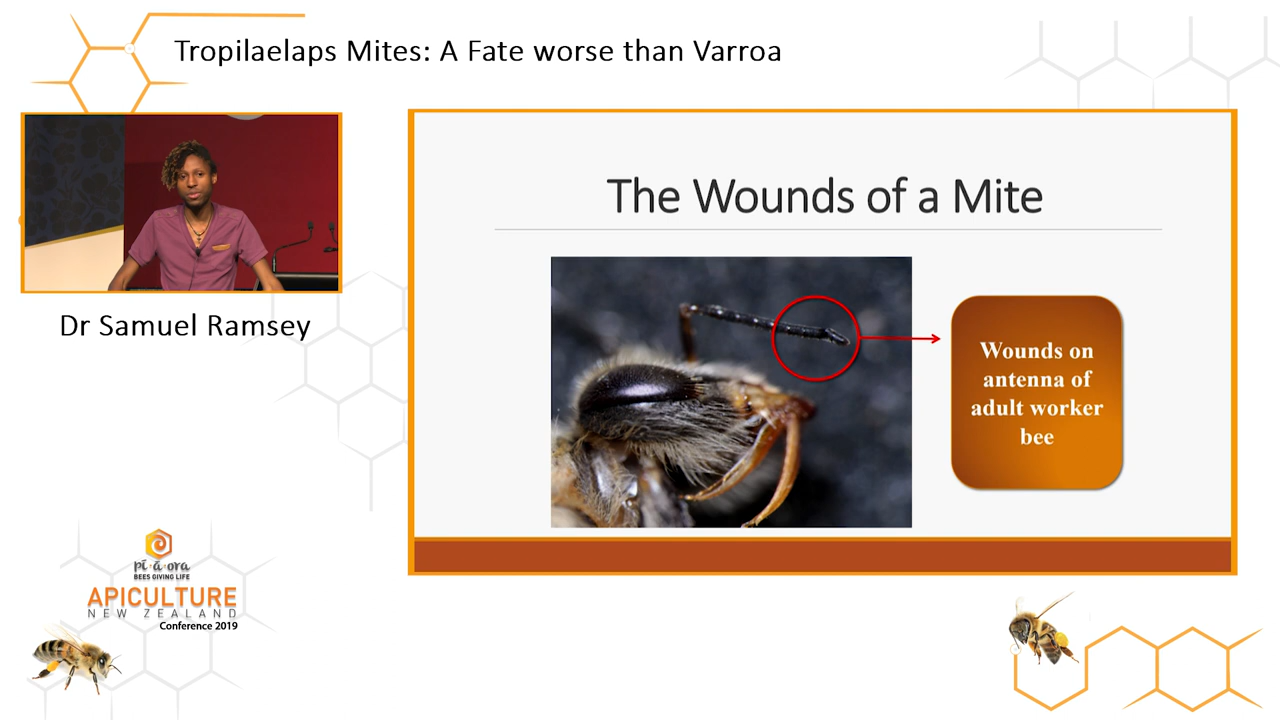 Tropilaelaps Mites: A Fate worse than Varroa
The Wounds of a Mite
Wounds on
antenna of
adult worker
bee
Dr Samuel Ramsey
pī·ā·ora
BEES GIVING LIFE
APICULTURE
NEW ZEALAND
Conference 2019